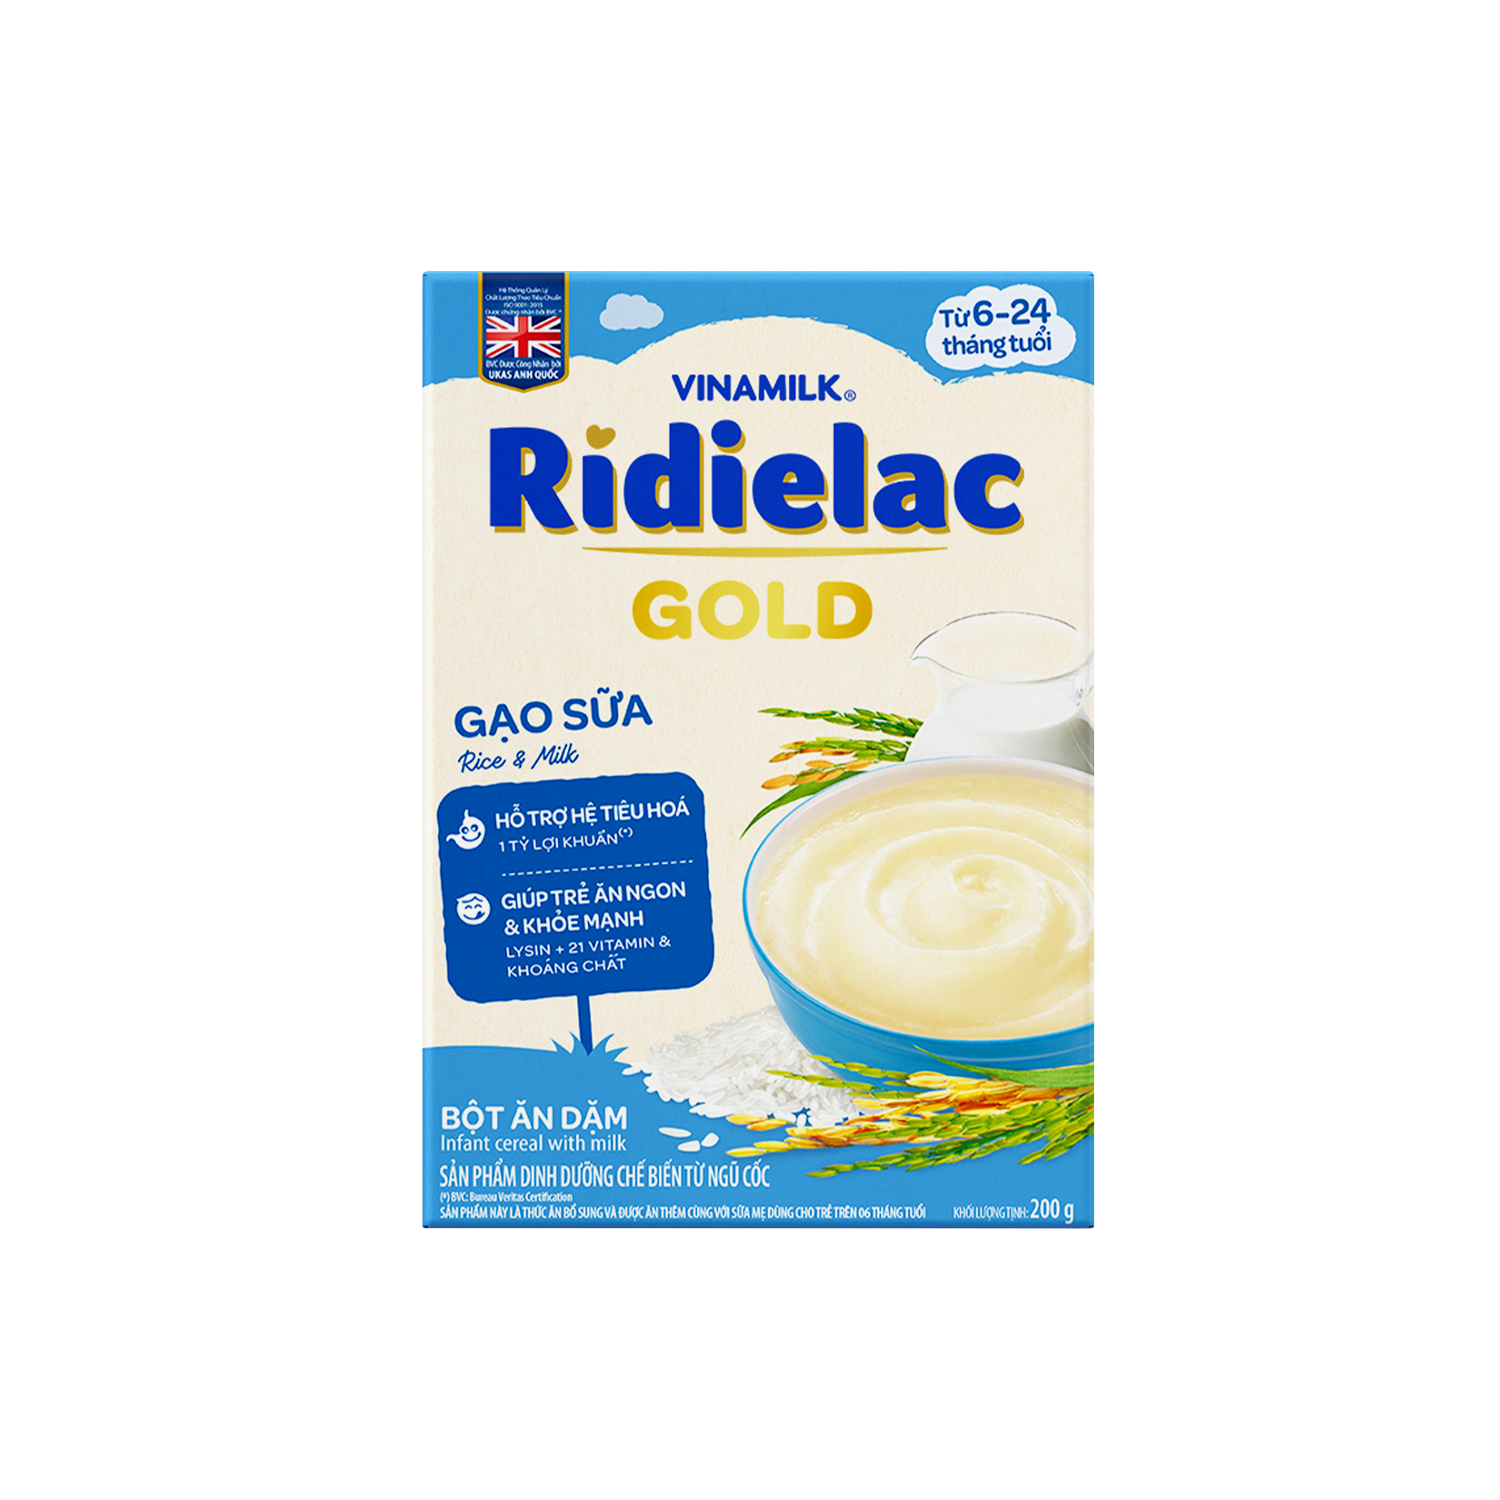 Hệ Thống Quản Lý
Chất Lượng Theo Tiêu Chuẩn
ISO 9001: 2015
Được chứng nhận bởi BVC (*)
BVC Được Công Nhận bởi
UKAS ANH QUỐC
Từ 6-24
tháng tuổi
VINAMILK®
Ridielac
GOLD
GẠO SỮA
Rice & Milk
HỖ TRỢ HỆ TIÊU HOÁ
1 TỶ LỢI KHUẨN(*)
GIÚP TRẺ ĂN NGON
& KHỎE MẠNH
LYSIN + 21 VITAMIN &
KHOÁNG CHẤT
BỘT ĂN DẶM
Infant cereal with milk
SẢN PHẨM DINH DƯỠNG CHẾ BIẾN TỪ NGŨ CỐC
(*) BVC: Bureau Veritas Certification
SẢN PHẨM NÀY LÀ THỨC ĂN BỔ SUNG VÀ ĐƯỢC ĂN THÊM CÙNG VỚI SỮA MẸ DÙNG CHO TRẺ TRÊN 06 THÁNG TUỔI
KHỐI LƯỢNG TỊNH: 200 g